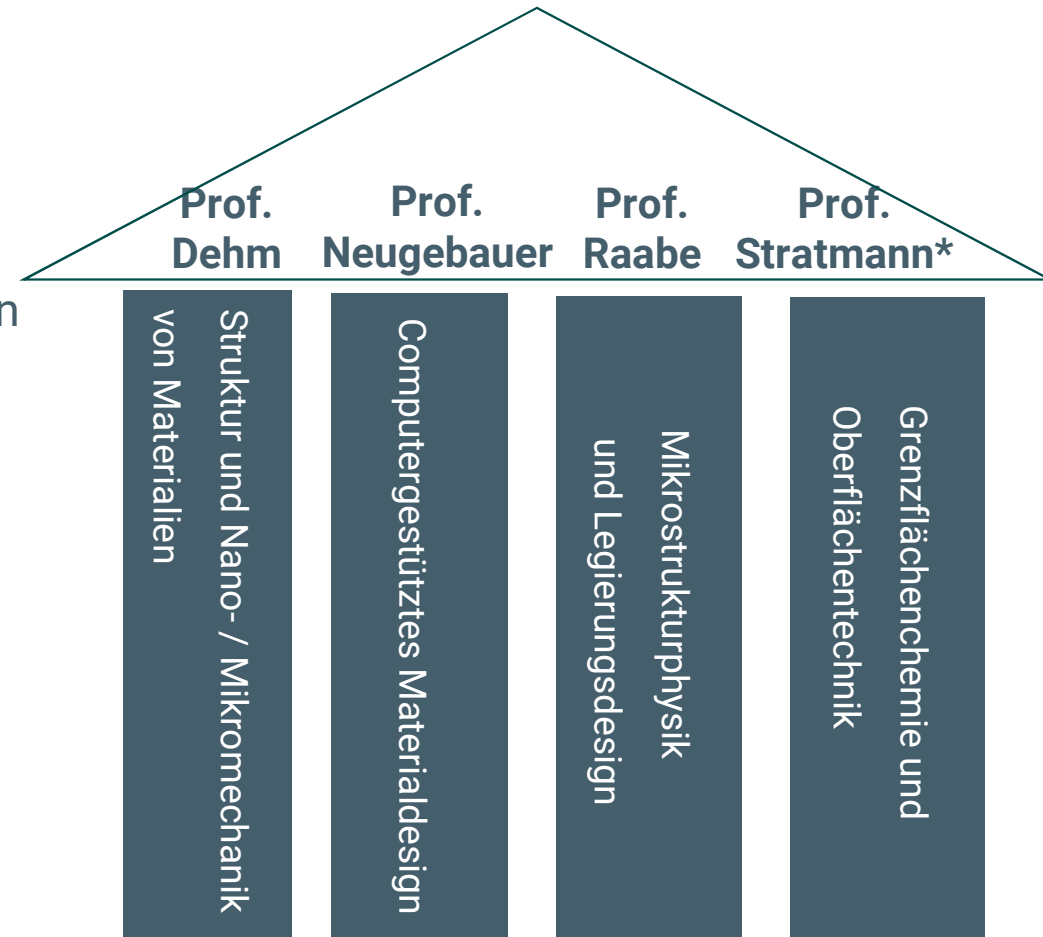 Prof.
Dehm
Prof.
Neugebauer
Prof.
Raabe
Prof.
Stratmann*
n
Struktur und Nano- / Mikromechanik
von Materialien
Computergestütztes Materialdesign
Mikrostrukturphysik
und Legierungsdesign
Grenzflächenchemie und
Oberflächentechnik